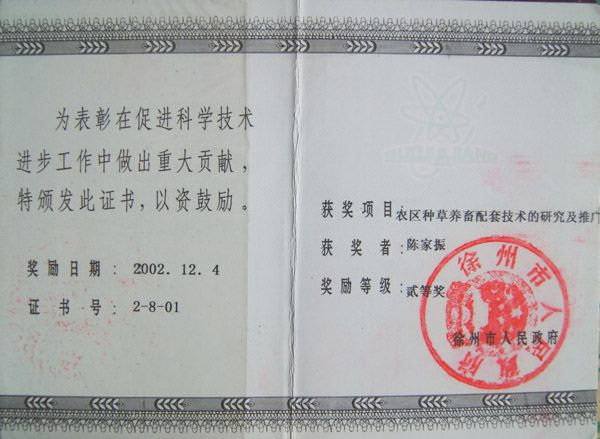 为表彰在促进科学技术
进步工作中做出重大贡献，
特颁发此证书，以资鼓励。
奖励日期：2002.12.4
证书号：2-8-01
获奖项目：农区种草养畜配套技术的研究及推广
获奖者：陈家振
奖励等级：贰等奖
徐州市人民政府
徐州市人民政府